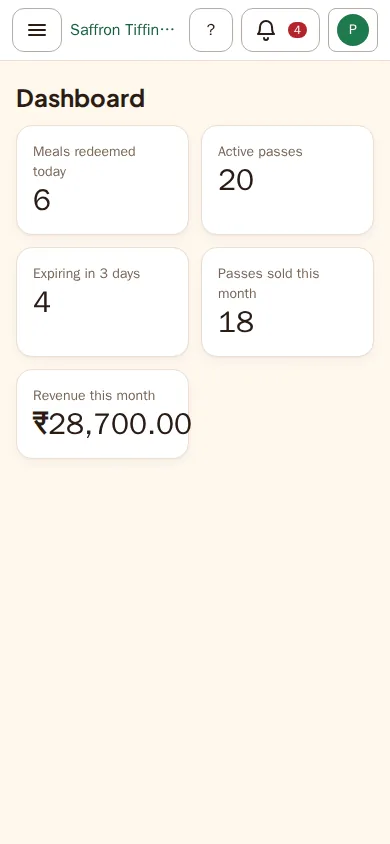 Saffron Tiffin…
?
4
P
Dashboard
Meals redeemed
today
6
Active passes
20
Expiring in 3 days
4
Passes sold this
month
18
Revenue this month
₹28,700.00